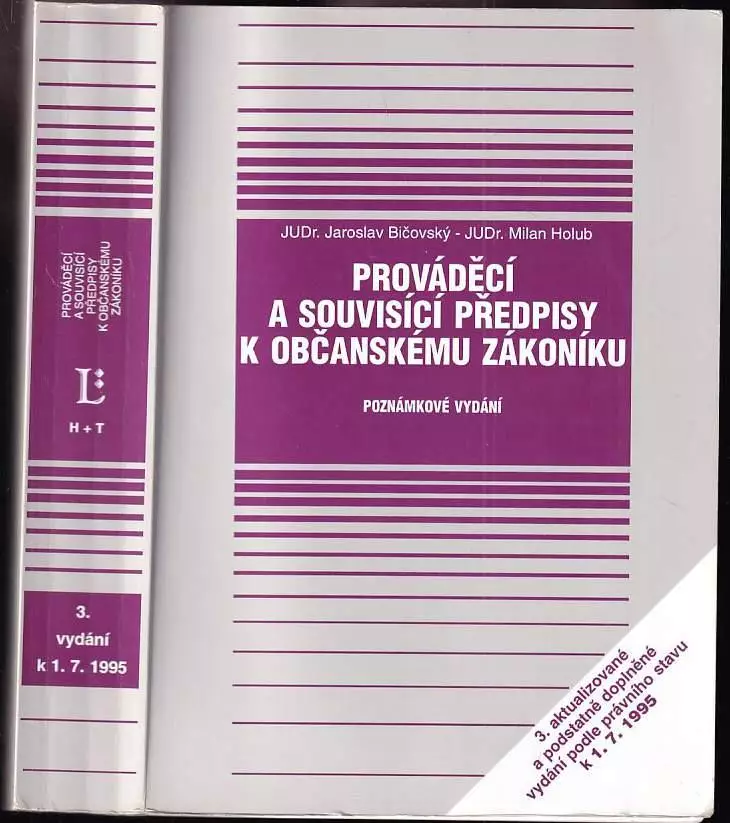 PROVÁDĚCÍ
A SOUVISÍCÍ
PŘEDPISY
K OBČANSKÉMU
ZÁKONÍKU
L
H + T
3.
vydání
k 1. 7. 1995
JUDr. Jaroslav Bičovský - JUDr. Milan Holub
PROVÁDĚCÍ
A SOUVISÍCÍ PŘEDPISY
K OBČANSKÉMU ZÁKONÍKU
POZNÁMKOVÉ VYDÁNÍ
3. aktualizované
a podstatně doplněné
vydání podle právního stavu
k 1. 7. 1995